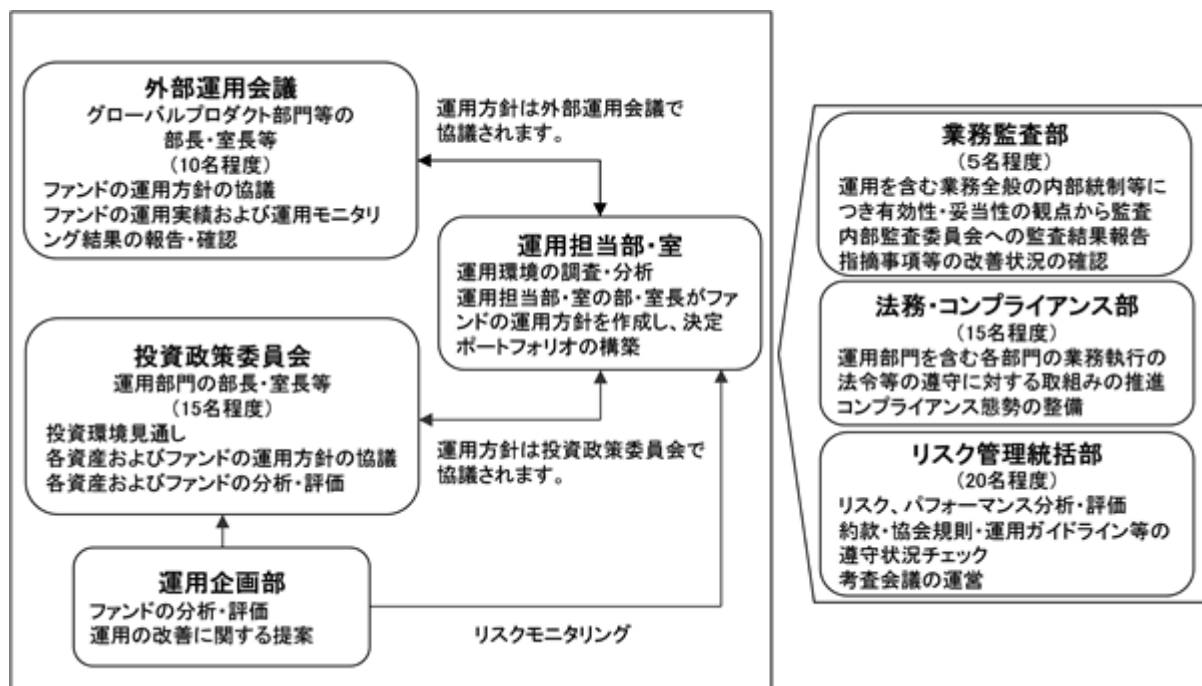 外部運用会議
グローバルプロダクト部門等の
部長・室長等
(10名程度)
ファンドの運用方針の協議
ファンドの運用実績および運用モニタリ
ング結果の報告・確認
運用方針は外部運用会議で
協議されます。
運用担当部・室
運用環境の調査・分析
運用担当部・室の部・室長がファ
ンドの運用方針を作成し、決定
ポートフォリオの構築
投資政策委員会
運用部門の部長・室長等
(15名程度)
投資環境見通し
各資産およびファンドの運用方針の協議
各資産およびファンドの分析・評価
運用方針は投資政策委員会で
協議されます。
運用企画部
ファンドの分析・評価
運用の改善に関する提案
リスクモニタリング
業務監査部
(5名程度)
運用を含む業務全般の内部統制等に
つき有効性・妥当性の観点から監査
内部監査委員会への監査結果報告
指摘事項等の改善状況の確認
法務・コンプライアンス部
(15名程度)
運用部門を含む各部門の業務執行の
法令等の遵守に対する取組みの推進
コンプライアンス態勢の整備
リスク管理統括部
(20名程度)
リスク、パフォーマンス分析・評価
約款・協会規則・運用ガイドライン等の
遵守状況チェック
考査会議の運営